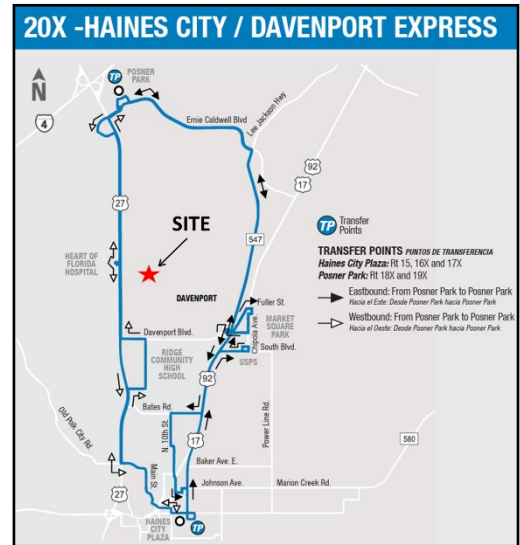 20X -HAINES CITY / DAVENPORT EXPRESS
N
4
TP
POSNER
PARK
Ernie Caldwell Blvd
Lee Jackson Hwy
92
17
27
SITE
547
HEART OF
FLORIDA
HOSPITAL
DAVENPORT
TP Transfer
Points
TRANSFER POINTS PUNTOS DE TRANSFERENCIA
Haines City Plaza: Rt 15, 16X and 17X
Posner Park: Rt 18X and 19X
Eastbound: From Posner Park to Posner Park
Hacia el Este: Desde Posner Park hacia Posner Park
Westbound: From Posner Park to Posner Park
Hacia el Oeste: Desde Posner Park hacia Posner Park
Fuller St.
MARKET
SQUARE
PARK
Chipola Ave.
Davenport Blvd.
South Blvd.
USPS
RIDGE
COMMUNITY
HIGH
SCHOOL
92
Bates Rd.
Old Polk City Rd.
N. 10th St.
17
Power Line Rd.
580
Baker Ave. E.
Main St.
27
Johnson Ave.
Marion Creek Rd.
HAINES
CITY
PLAZA
TP